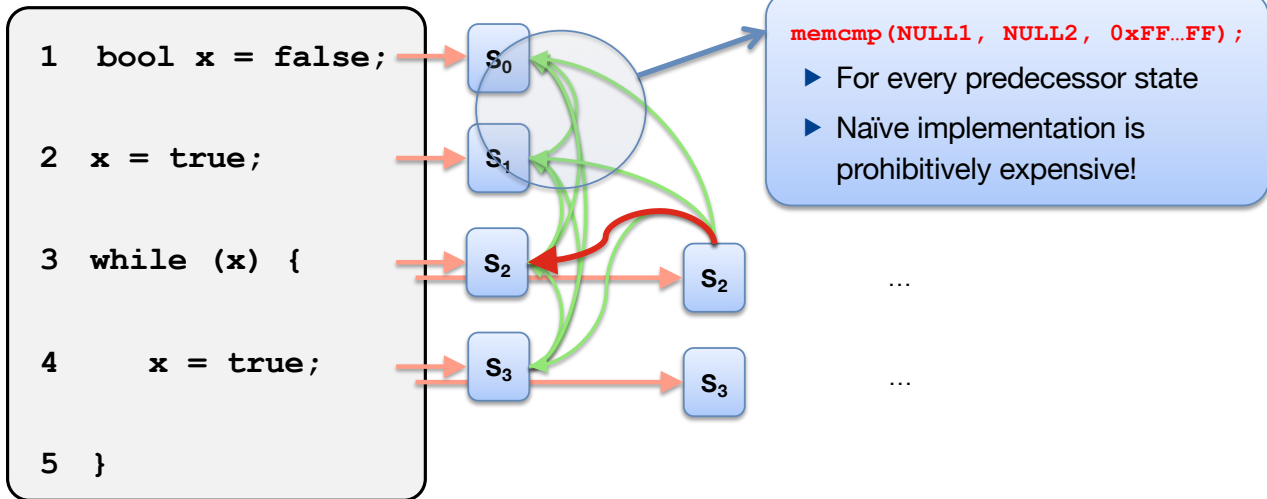 1 bool x = false;
2 x = true;
3 while (x) {
4 x = true;
5 }
S0
S1
S2
S2
...
S3
S3
...
memcmp(NULL1, NULL2, 0xFF…FF);
▶ For every predecessor state
▶ Naïve implementation is
prohibitively expensive!